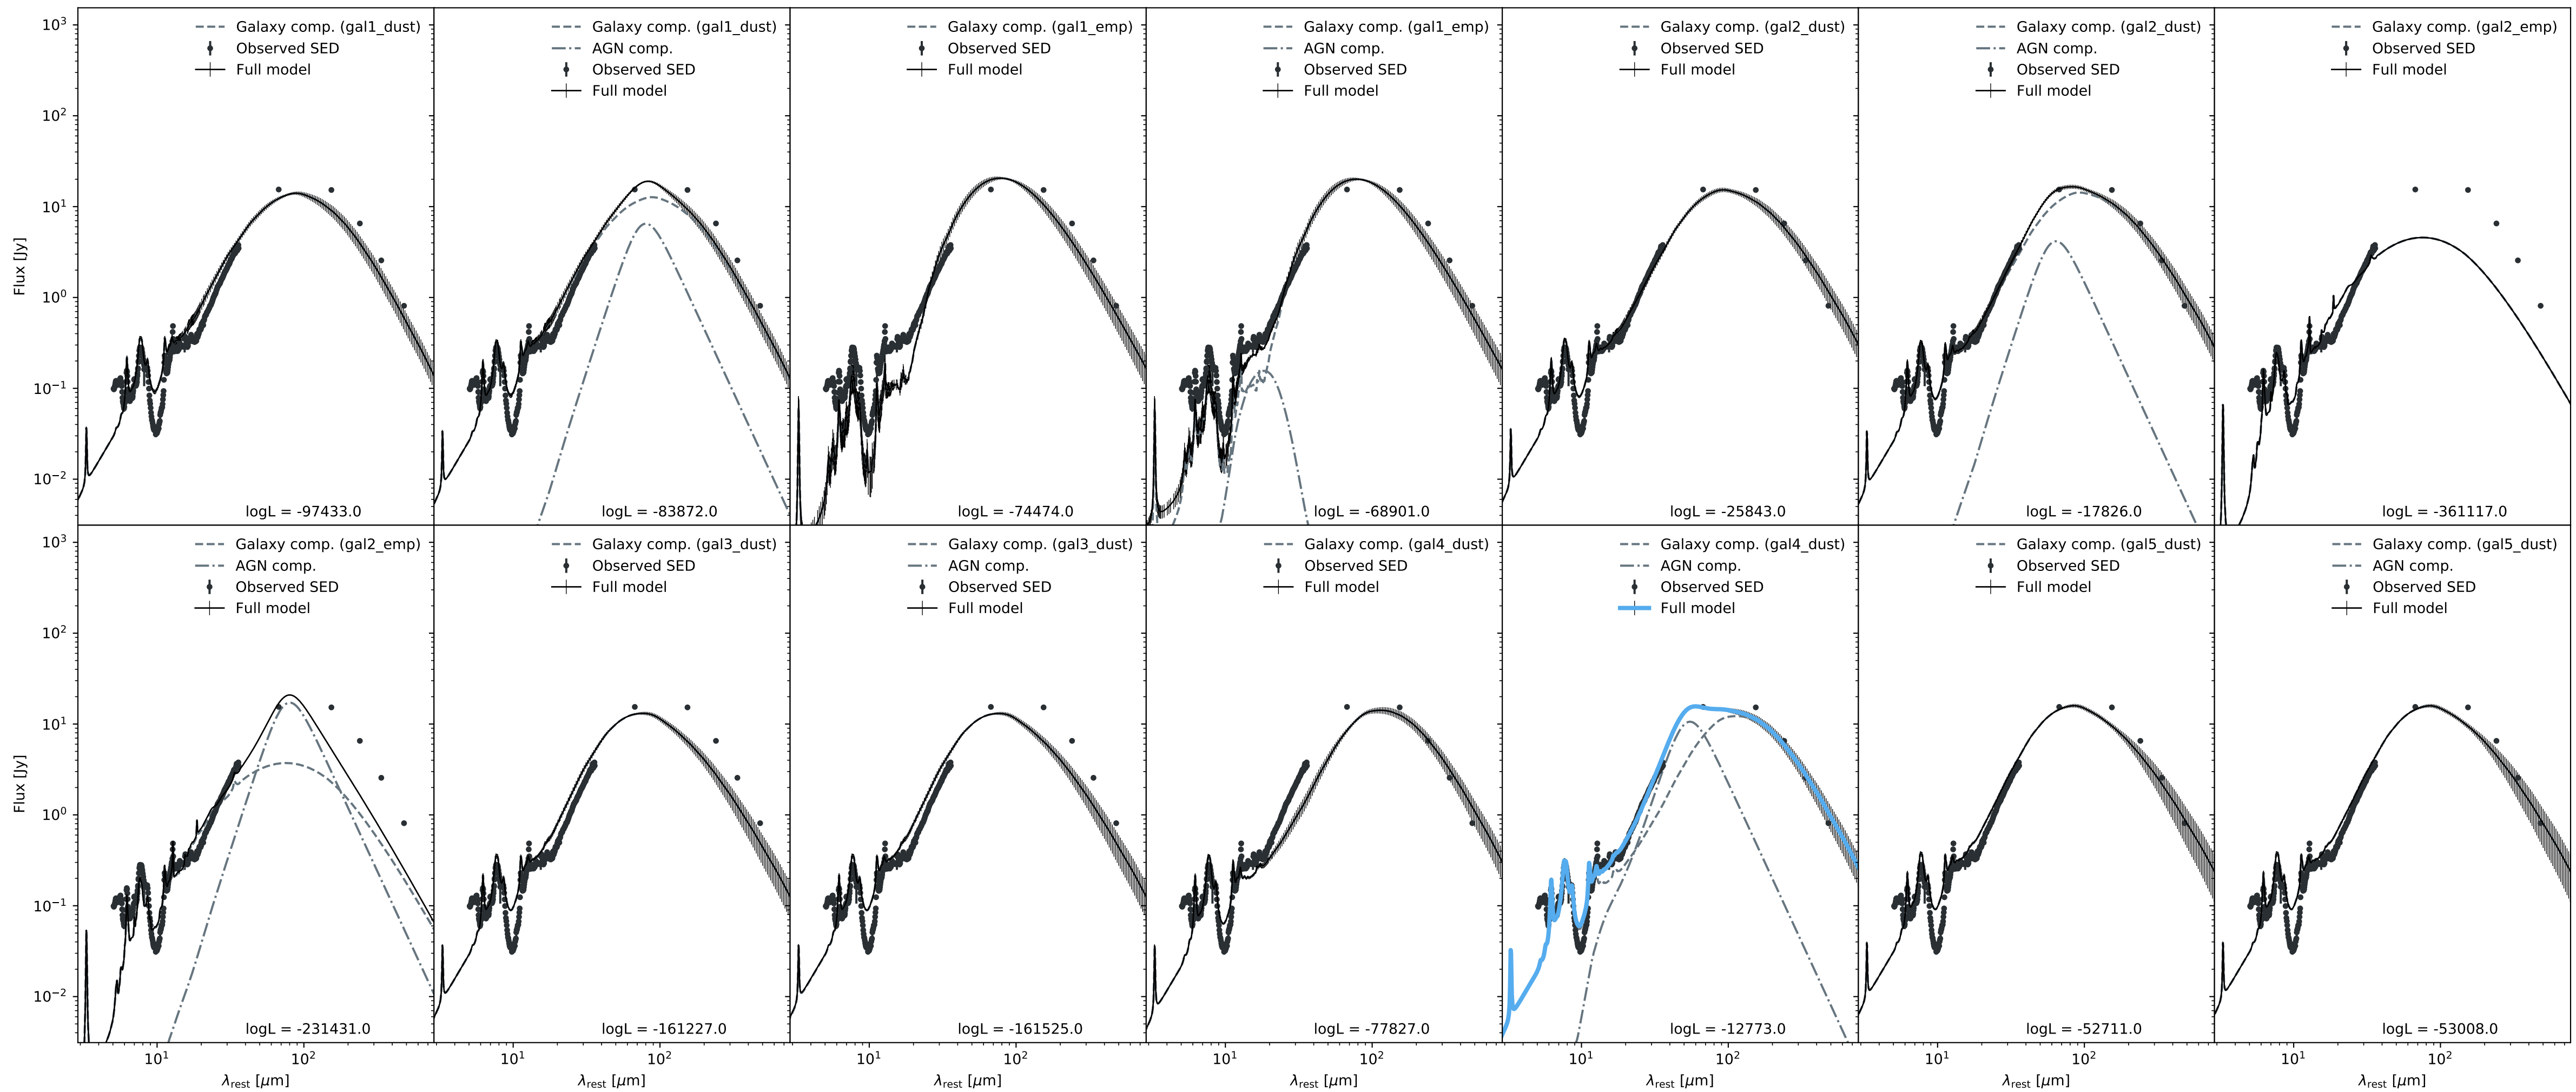 Galaxy comp. (gal1_dust)
Observed SED
Full model
logL = -97433.0
Galaxy comp. (gal1_dust)
AGN comp.
Observed SED
Full model
logL = -83872.0
Galaxy comp. (gal1_emp)
Observed SED
Full model
logL = -74474.0
Galaxy comp. (gal1_emp)
AGN comp.
Observed SED
Full model
logL = -68901.0
Galaxy comp. (gal2_dust)
Observed SED
Full model
logL = -25843.0
Galaxy comp. (gal2_dust)
AGN comp.
Observed SED
Full model
logL = -17826.0
Galaxy comp. (gal2_emp)
Observed SED
Full model
logL = -361117.0
10³
10²
10¹
10⁰
10⁻¹
10⁻²
Flux [Jy]
Galaxy comp. (gal2_emp)
AGN comp.
Observed SED
Full model
logL = -231431.0
Galaxy comp. (gal3_dust)
Observed SED
Full model
logL = -161227.0
Galaxy comp. (gal3_dust)
AGN comp.
Observed SED
Full model
logL = -161525.0
Galaxy comp. (gal4_dust)
Observed SED
Full model
logL = -77827.0
Galaxy comp. (gal4_dust)
AGN comp.
Observed SED
Full model
logL = -12773.0
Galaxy comp. (gal5_dust)
Observed SED
Full model
logL = -52711.0
Galaxy comp. (gal5_dust)
AGN comp.
Observed SED
Full model
logL = -53008.0
10³
10²
10¹
10⁰
10⁻¹
10⁻²
Flux [Jy]
10¹ 10² 10¹ 10² 10¹ 10² 10¹ 10² 10¹ 10² 10¹ 10² 10¹ 10²
λrest [μm] λrest [μm] λrest [μm] λrest [μm] λrest [μm] λrest [μm] λrest [μm]